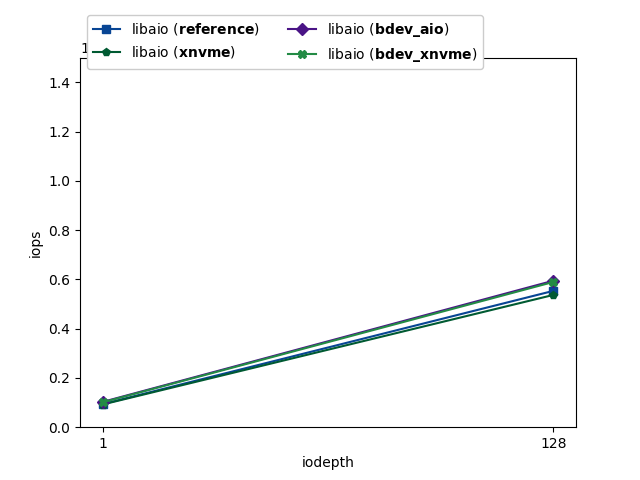 libaio (reference)
libaio (xnvme)
libaio (bdev_aio)
libaio (bdev_xnvme)
1.4
1.2
1.0
0.8
0.6
0.4
0.2
0.0
iops
1
128
iodepth